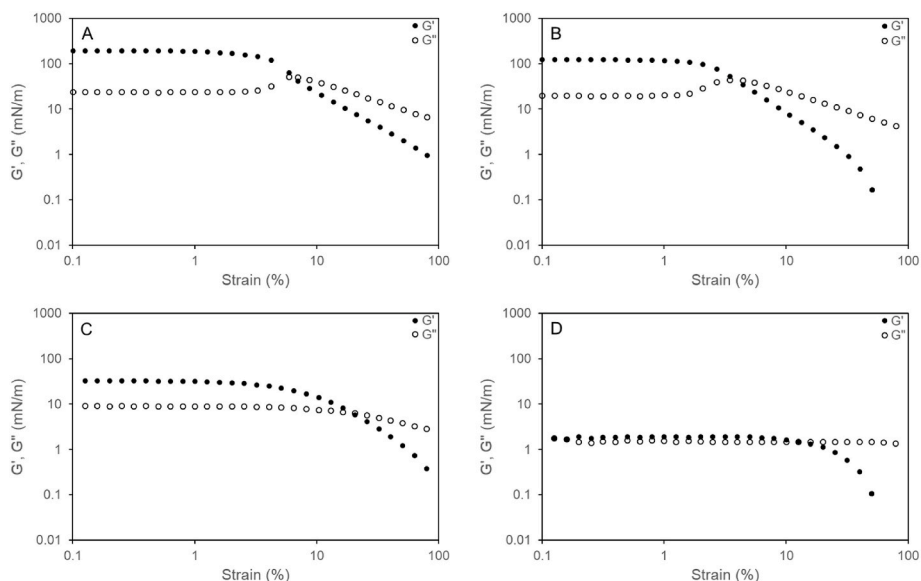 A
G'
G"
1000
100
10
1
0.1
0.01
G', G" (mN/m)
0.1 1 10 100
Strain (%)
B
G'
G"
1000
100
10
1
0.1
0.01
G', G" (mN/m)
0.1 1 10 100
Strain (%)
C
G'
G"
1000
100
10
1
0.1
0.01
G', G" (mN/m)
0.1 1 10 100
Strain (%)
D
G'
G"
1000
100
10
1
0.1
0.01
G', G" (mN/m)
0.1 1 10 100
Strain (%)